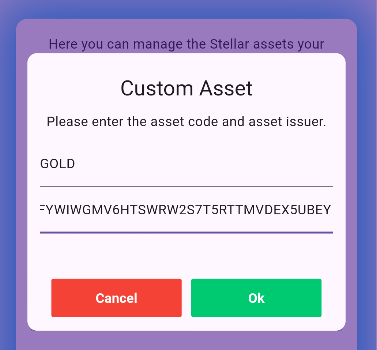 Here you can manage the Stellar assets your
Custom Asset
Please enter the asset code and asset issuer.
GOLD
FYWIWGMV6HTSWRW2S7T5RTTMVDEX5UBEY
Cancel
Ok